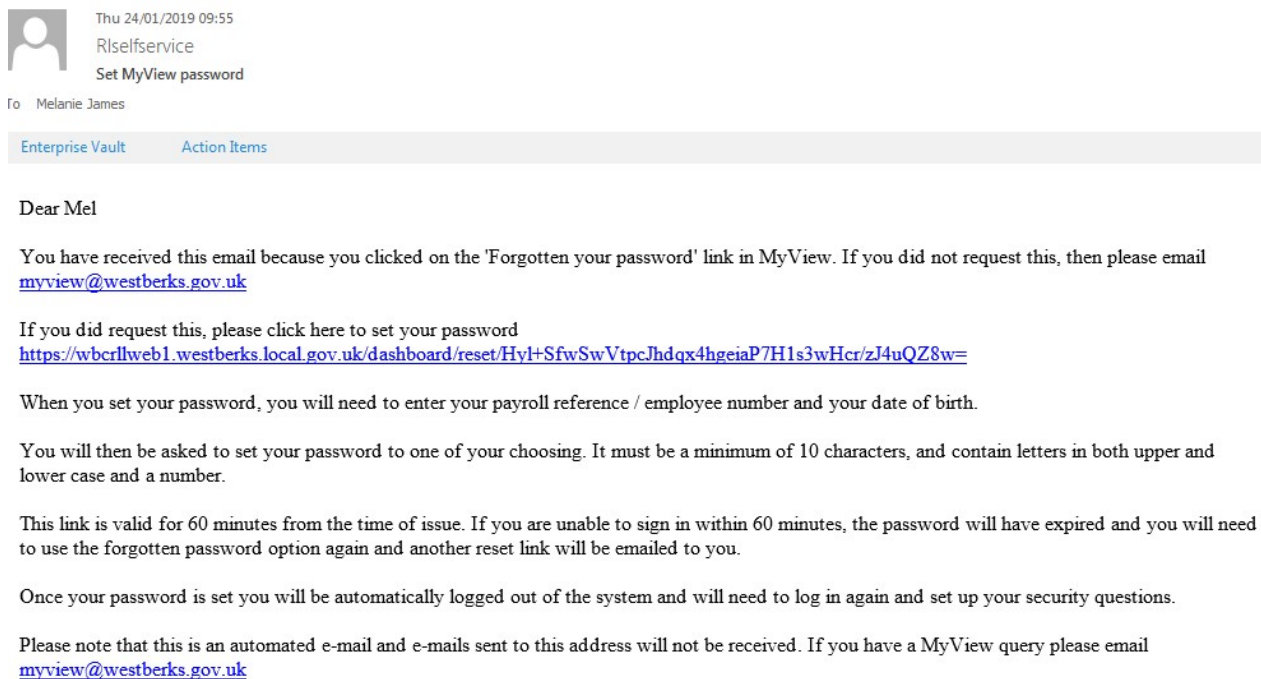 Thu 24/01/2019 09:55
RIselfservice
Set MyView password
To Melanie James
Enterprise Vault Action Items
Dear Mel
You have received this email because you clicked on the 'Forgotten your password' link in MyView. If you did not request this, then please email
myview@westberks.gov.uk
If you did request this, please click here to set your password
https://wbcrllweb1.westberks.local.gov.uk/dashboard/reset/Hyl+SfwSwVtpcJhdqx4hgeiaP7H1s3wHcr/zJ4uQZ8w=
When you set your password, you will need to enter your payroll reference / employee number and your date of birth.
You will then be asked to set your password to one of your choosing. It must be a minimum of 10 characters, and contain letters in both upper and
lower case and a number.
This link is valid for 60 minutes from the time of issue. If you are unable to sign in within 60 minutes, the password will have expired and you will need
to use the forgotten password option again and another reset link will be emailed to you.
Once your password is set you will be automatically logged out of the system and will need to log in again and set up your security questions.
Please note that this is an automated e-mail and e-mails sent to this address will not be received. If you have a MyView query please email
myview@westberks.gov.uk